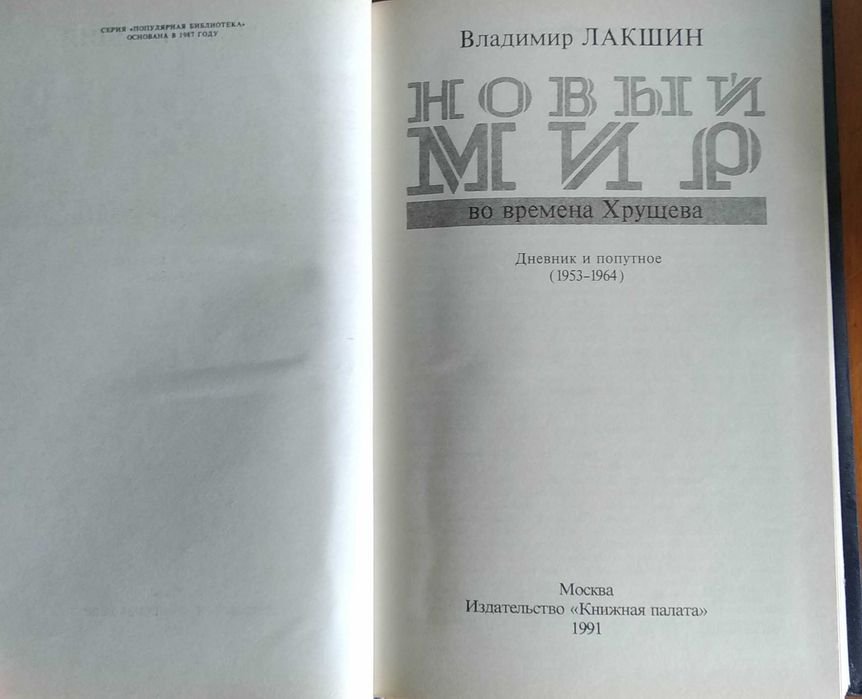 СЕРИЯ «ПОПУЛЯРНАЯ БИБЛИОТЕКА»
ОСНОВАНА В 1987 ГОДУ
Владимир ЛАКШИН
НОВЫЙ
МИР
во времена Хрущева
Дневник и попутное
(1953–1964)
Москва
Издательство «Книжная палата»
1991